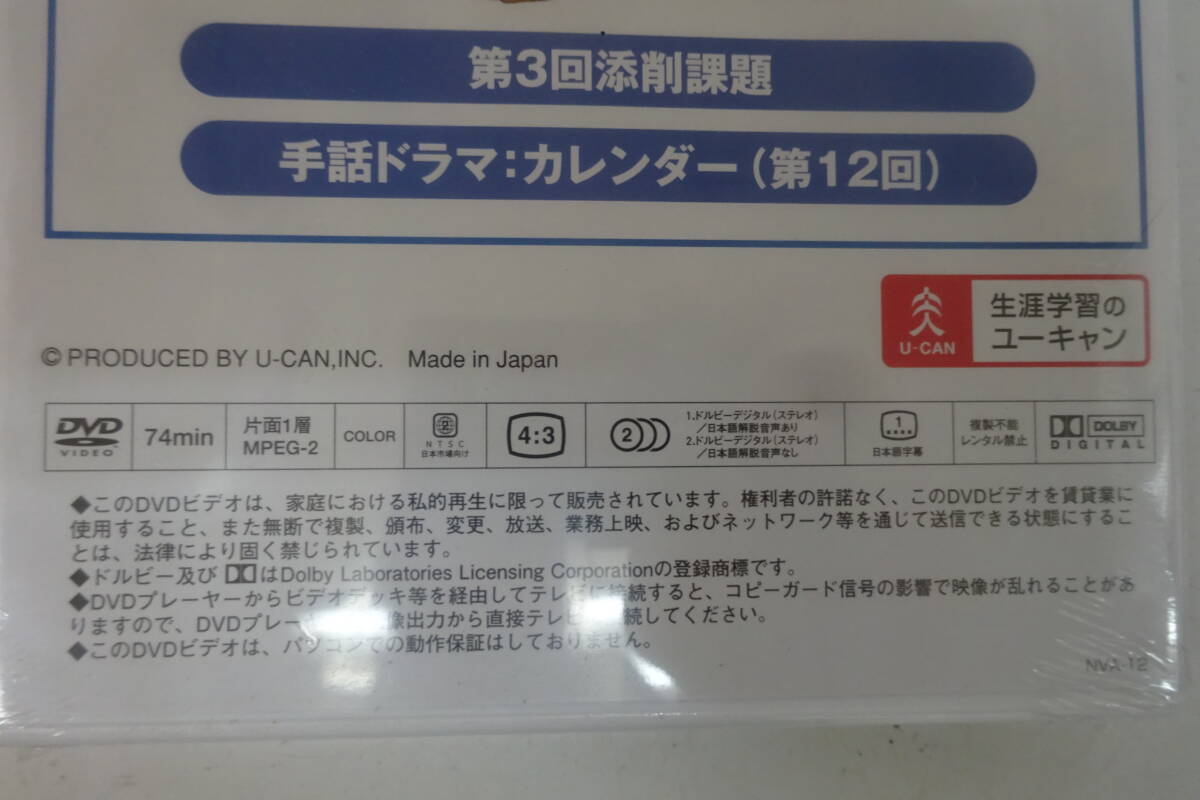 第3回添削課題
手話ドラマ：カレンダー（第12回）
U-CAN
生涯学習の
ユーキャン
© PRODUCED BY U-CAN,INC. Made in Japan
DVD
VIDEO
74min
片面1層
MPEG-2
COLOR
2
NTSC
日本市場向け
4:3
2
1.ドルビーデジタル（ステレオ）
／日本語解説音声あり
2.ドルビーデジタル（ステレオ）
／日本語解説音声なし
1
日本語字幕
複製不能
レンタル禁止
DOLBY
DIGITAL
◆このDVDビデオは、家庭における私的再生に限って販売されています。権利者の許諾なく、このDVDビデオを賃貸業に
使用すること、また無断で複製、頒布、変更、放送、業務上映、およびネットワーク等を通じて送信できる状態にするこ
とは、法律により固く禁じられています。
◆ドルビー及び はDolby Laboratories Licensing Corporationの登録商標です。
◆DVDプレーヤーからビデオデッキ等を経由してテレビに接続すると、コピーガード信号の影響で映像が乱れることがあ
りますので、DVDプレー 像出力から直接テレビ 続してください。
◆このDVDビデオは、パソコンでの動作保証はしておりません。
NVA-12